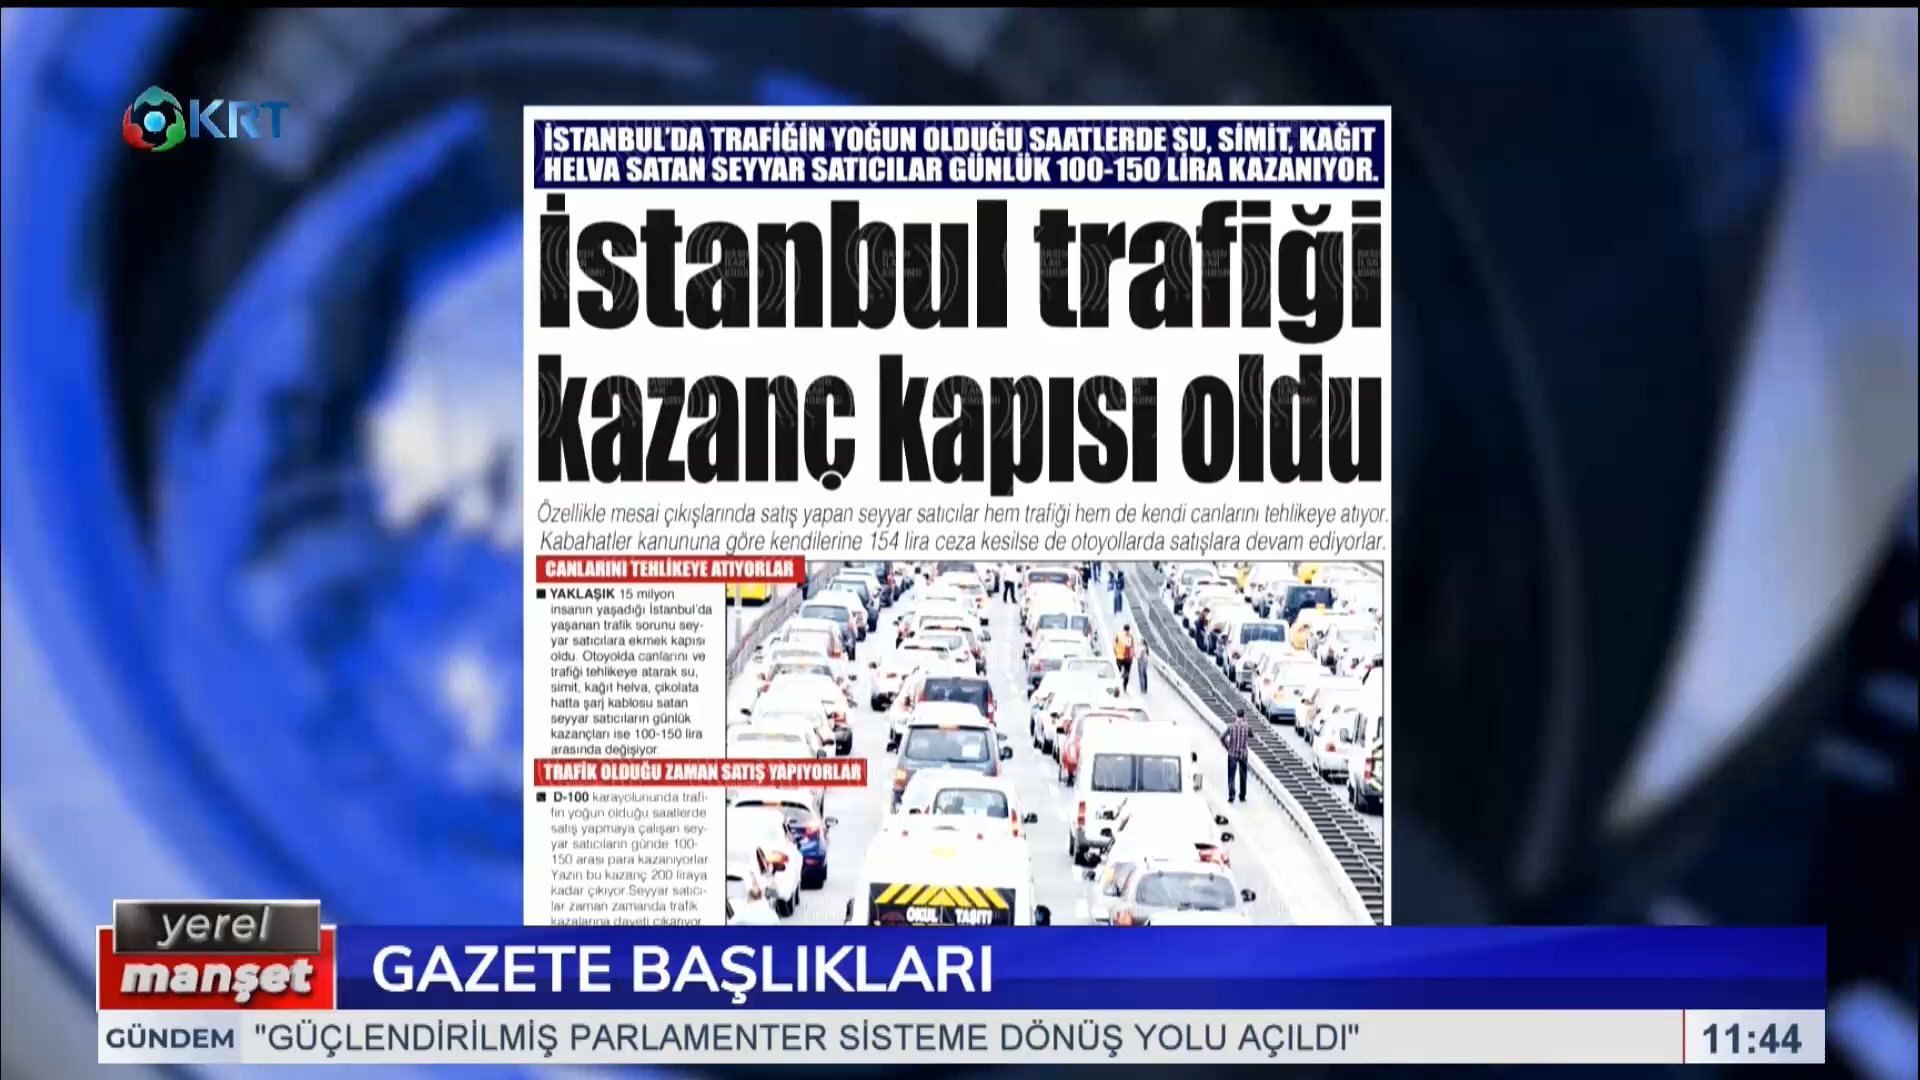 KRT
İSTANBUL'DA TRAFİĞİN YOĞUN OLDUĞU SAATLERDE SU, SİMİT, KAĞIT
HELVA SATAN SEYYAR SATICILAR GÜNLÜK 100-150 LİRA KAZANIYOR.
İstanbul trafiği
kazanç kapısı oldu
Özellikle mesai çıkışlarında satış yapan seyyar satıcılar hem trafiği hem de kendi canlarını tehlikeye atıyor.
Kabahatler kanununa göre kendilerine 154 lira ceza kesilse de otoyollarda satışlara devam ediyorlar.
CANLARINI TEHLİKEYE ATIYORLAR
YAKLAŞIK 15 milyon
insanın yaşadığı İstanbul'da
yaşanan trafik sorunu sey-
yar satıcılara ekmek kapısı
oldu. Otoyolda canlarını ve
trafiği tehlikeye atarak su,
simit, kağıt helva, çikolata
hatta şarj kablosu satan
seyyar satıcıların günlük
kazançları ise 100-150 lira
arasında değişiyor.
TRAFİK OLDUĞU ZAMAN SATIŞ YAPIYORLAR
D-100 karayolununda trafi-
fin yoğun olduğu saatlerde
satış yapmaya çalışan sey-
yar satıcıların günde 100-
150 arası para kazanıyorlar.
Yazın bu kazanç 200 liraya
kadar çıkıyor.Seyyar satıcı-
lar zaman zamanda trafik
kazalarına daveti çıkarıyor.
OKUL TAŞITI
yerel
manşet
GAZETE BAŞLIKLARI
GÜNDEM "GÜÇLENDİRİLMİŞ PARLAMENTER SİSTEME DÖNÜŞ YOLU AÇILDI" 11:44